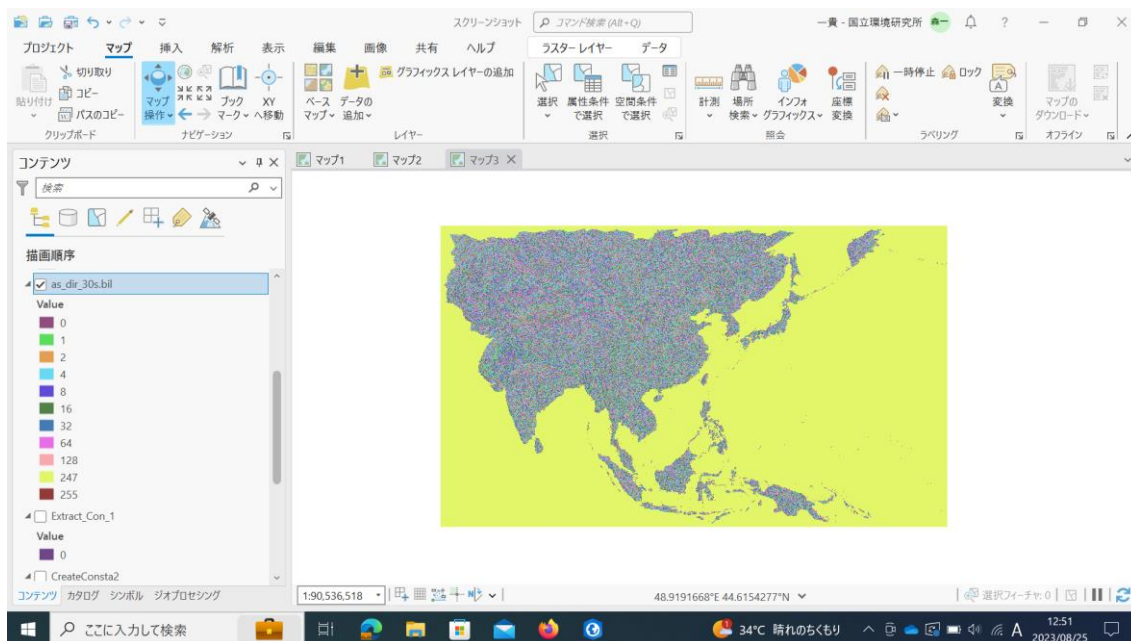 スクリーンショット
コマンド検索 (Alt+Q)
一貴 - 国立環境研究所
プロジェクト マップ 挿入 解析 表示 編集 画像 共有 ヘルプ ラスター レイヤー データ
貼り付け
切り取り
コピー
パスのコピー
クリップボード
マップ操作
ブックマーク
XYへ移動
ナビゲーション
ベースマップ
データの追加
グラフィックス レイヤーの追加
レイヤー
選択
属性条件で選択
空間条件で選択
選択
計測
場所検索
インフォグラフィックス
座標変換
照会
一時停止 ロック
変換
ラベリング
マップのダウンロード
オフライン
コンテンツ
検索
描画順序
as_dir_30s.bil
Value
0
1
2
4
8
16
32
64
128
247
255
Extract_Con_1
Value
0
CreateConsta2
コンテンツ カタログ シンボル ジオプロセシング
マップ1 マップ2 マップ3
1:90,536,518
48.9191668°E 44.6154277°N
選択フィーチャ: 0
ここに入力して検索
34°C 晴れのちくもり
A
12:51
2023/08/25